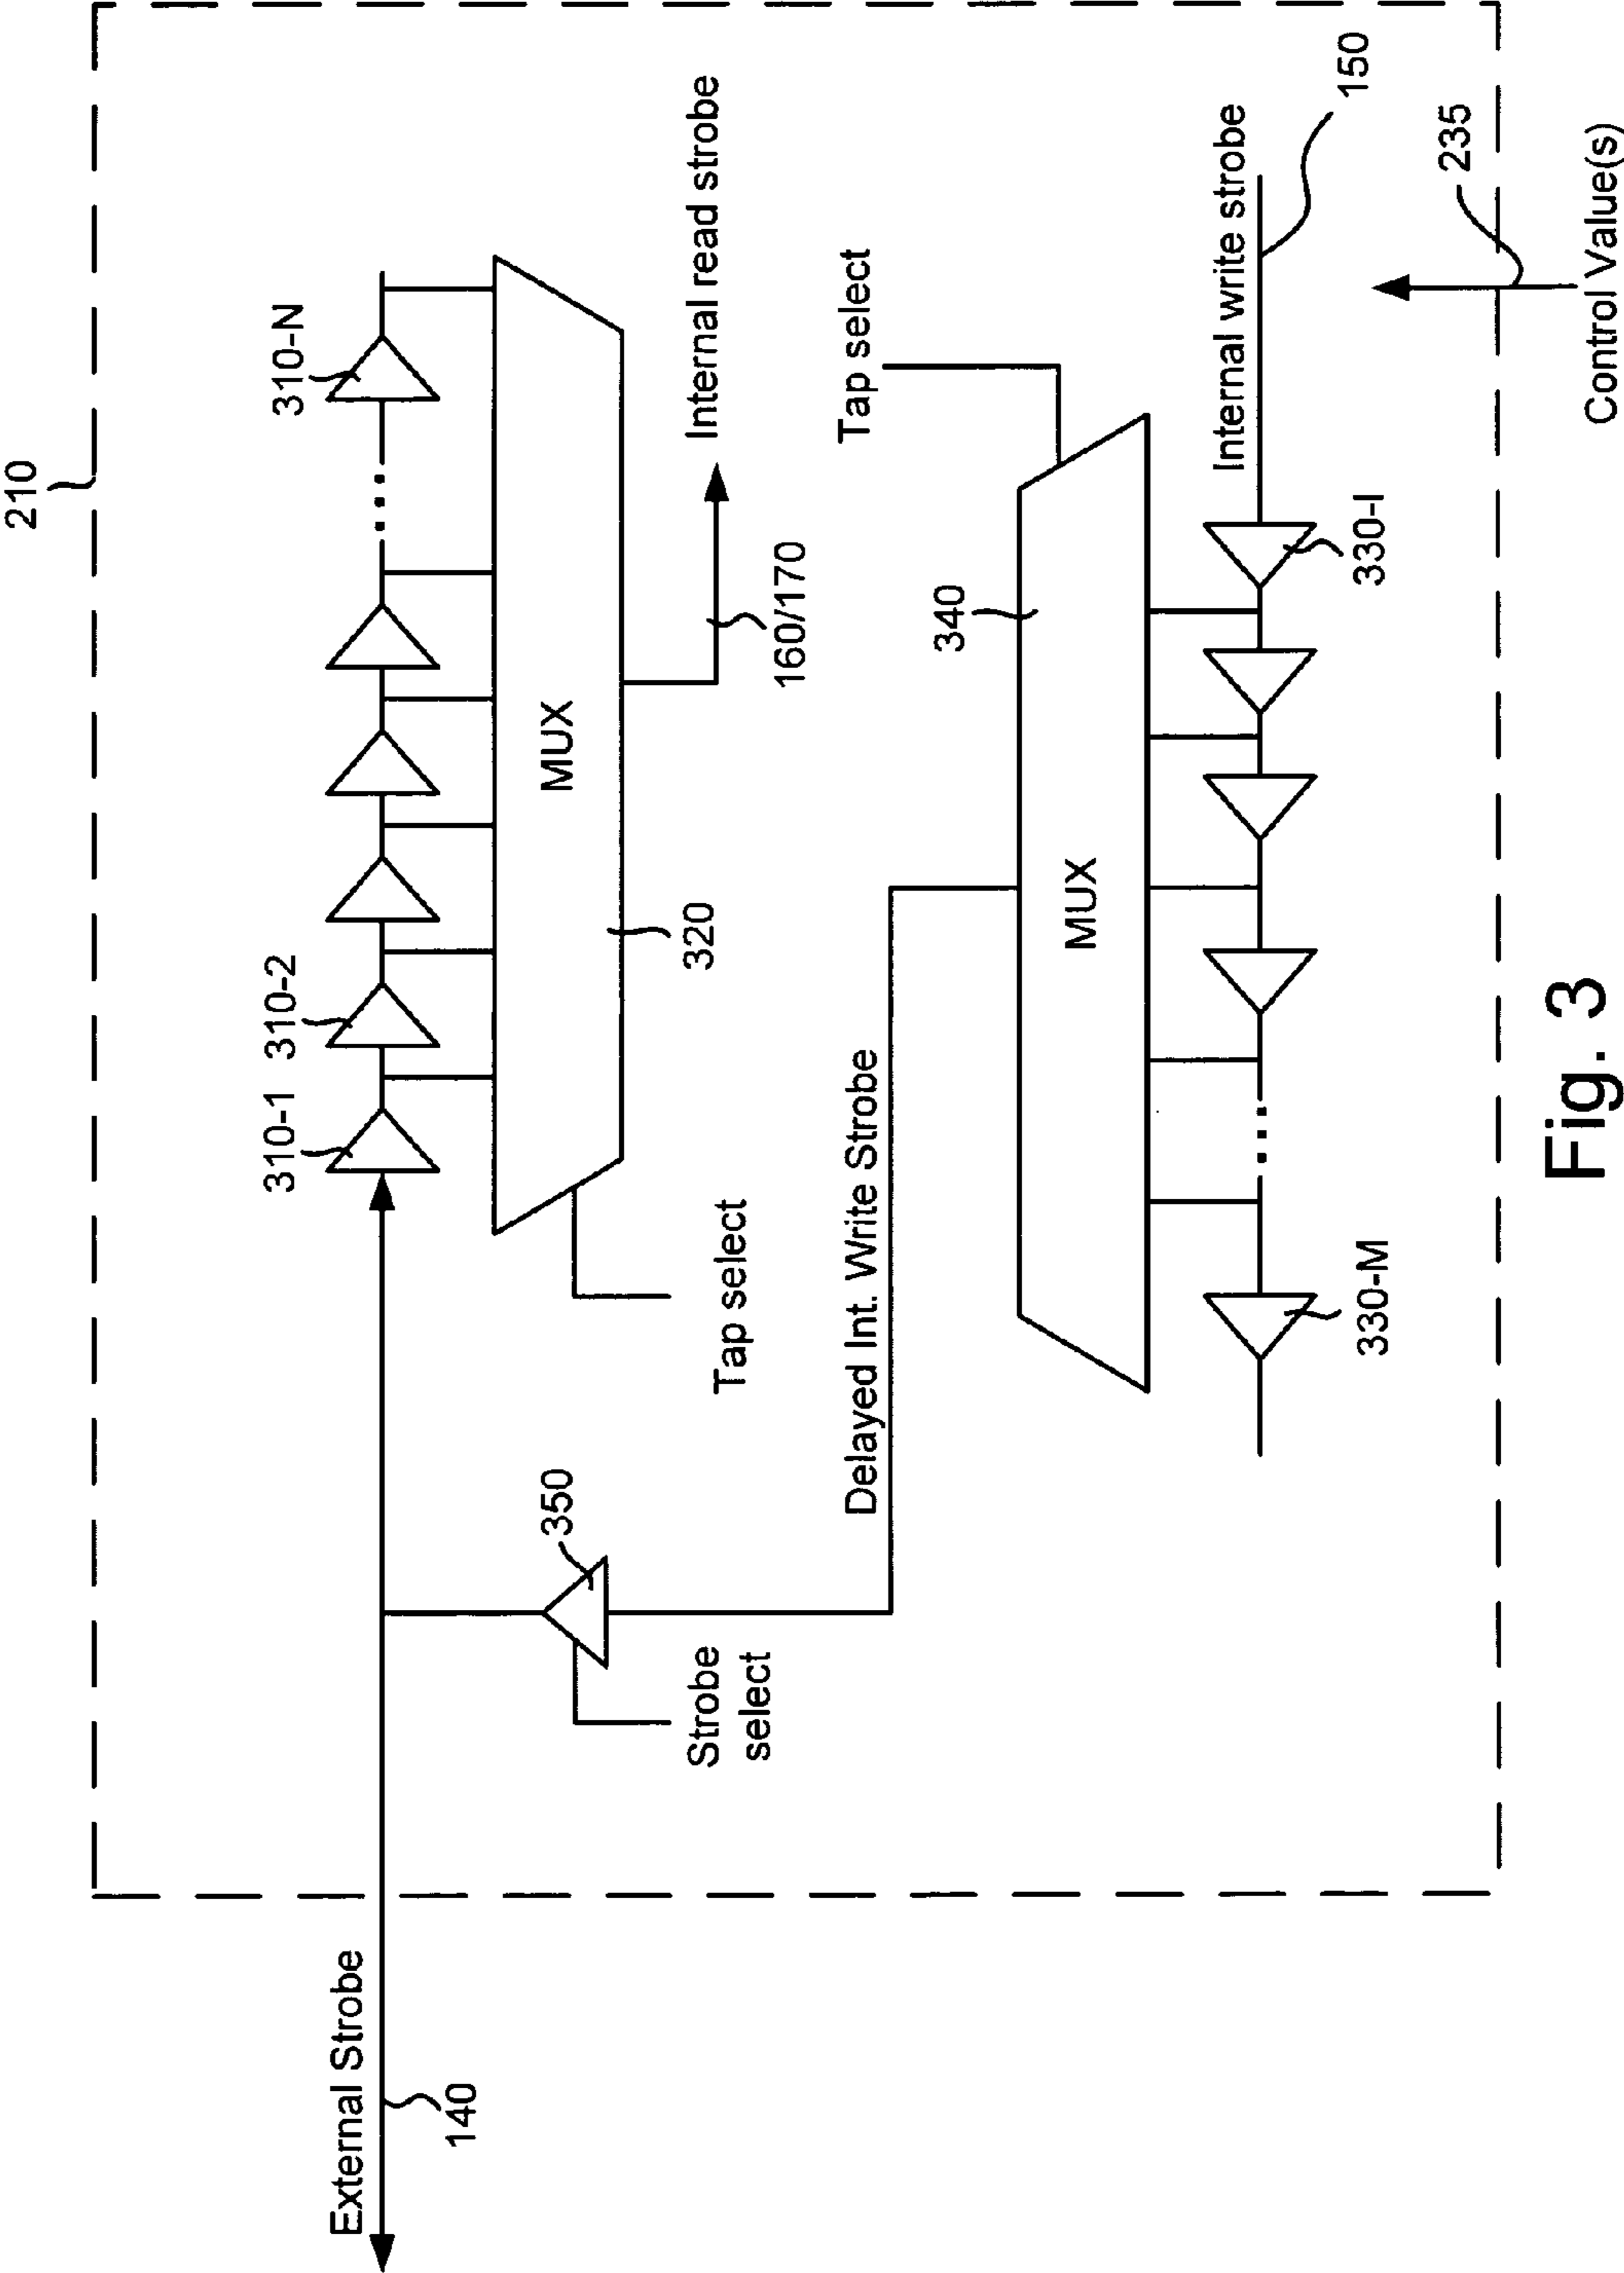 210
310-1
310-2
310-N
External Strobe
140
MUX
320
Tap select
Internal read strobe
160/170
350
Strobe
select
Delayed Int. Write Strobe
Tap select
340
MUX
Internal write strobe
150
330-I
330-M
235
Control Value(s)
Fig. 3